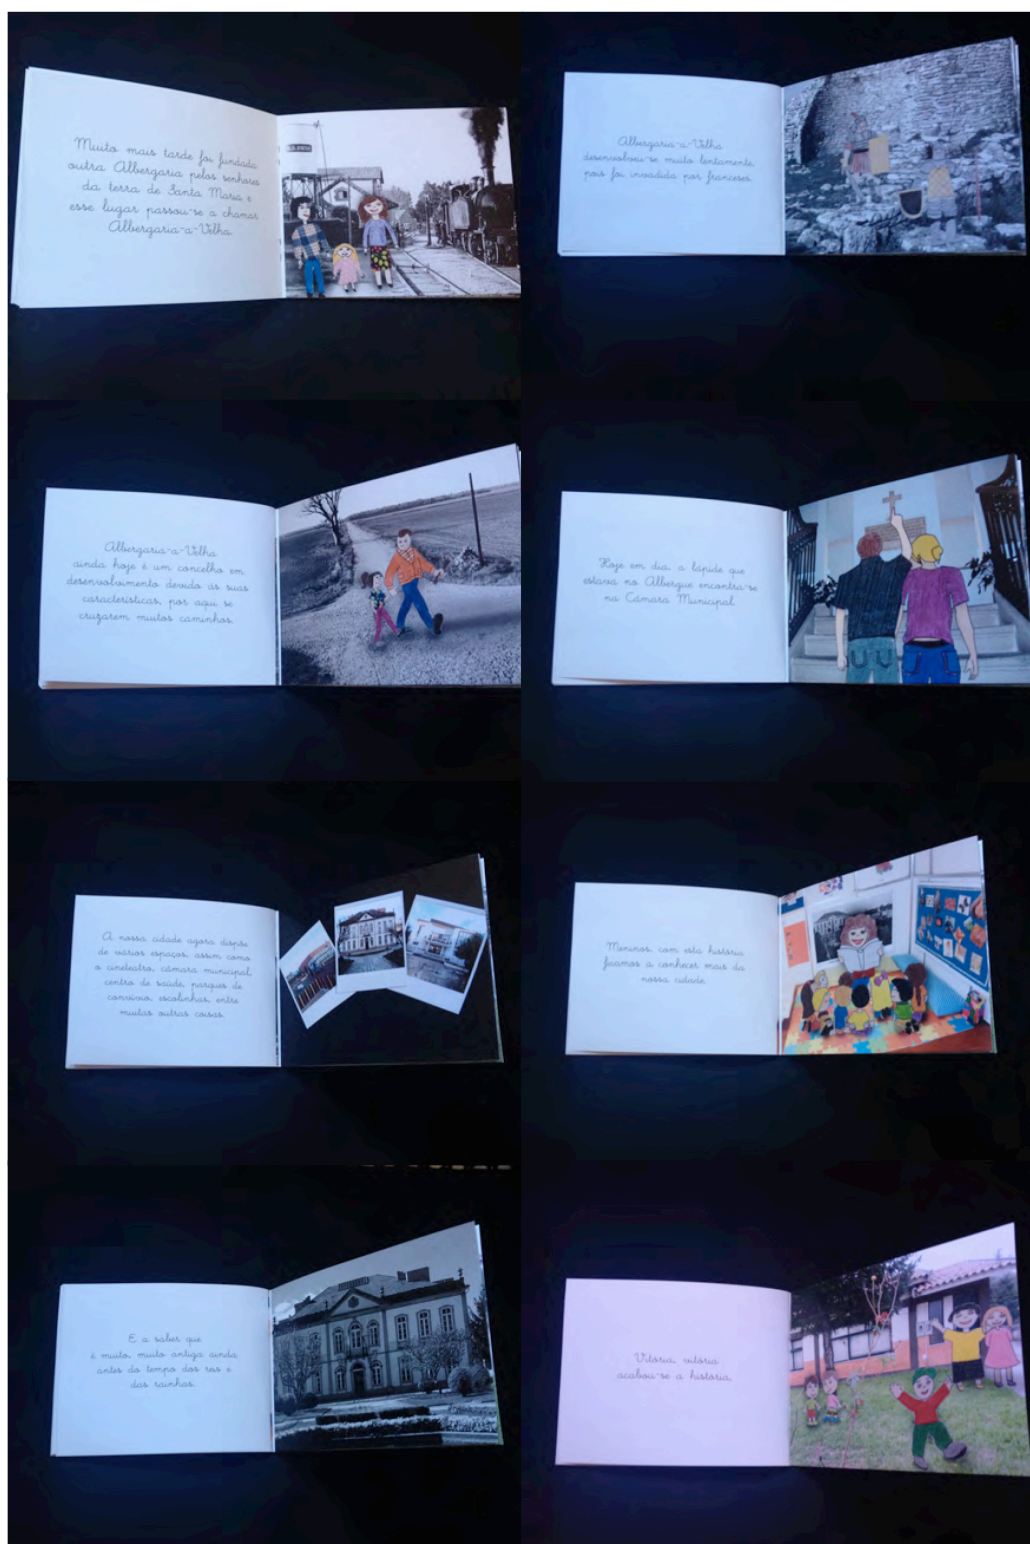 Muito mais tarde foi fundada
outra Albergaria pelos senhores
da terra de Santa Maria e
esse lugar passou-se a chamar
Albergaria-a-Velha.
Albergaria-a-Velha
desenvolveu-se muito lentamente
pois foi invadida por franceses.
Albergaria-a-Velha
ainda hoje é um concelho em
desenvolvimento devido às suas
características, por aqui se
cruzarem muitos caminhos.
Hoje em dia, a lápide que
estava no Albergue encontra-se
na Câmara Municipal.
A nossa cidade agora dispõe
de vários espaços, assim como
o cineteatro, câmara municipal,
centro de saúde, parques de
convívio, escolinhas, entre
muitas outras coisas.
Meninos, com esta história
ficamos a conhecer mais da
nossa cidade.
E a saber que
é muito, muito antiga ainda
antes do tempo dos reis e
das rainhas.
Vitória, vitória
acabou-se a história.